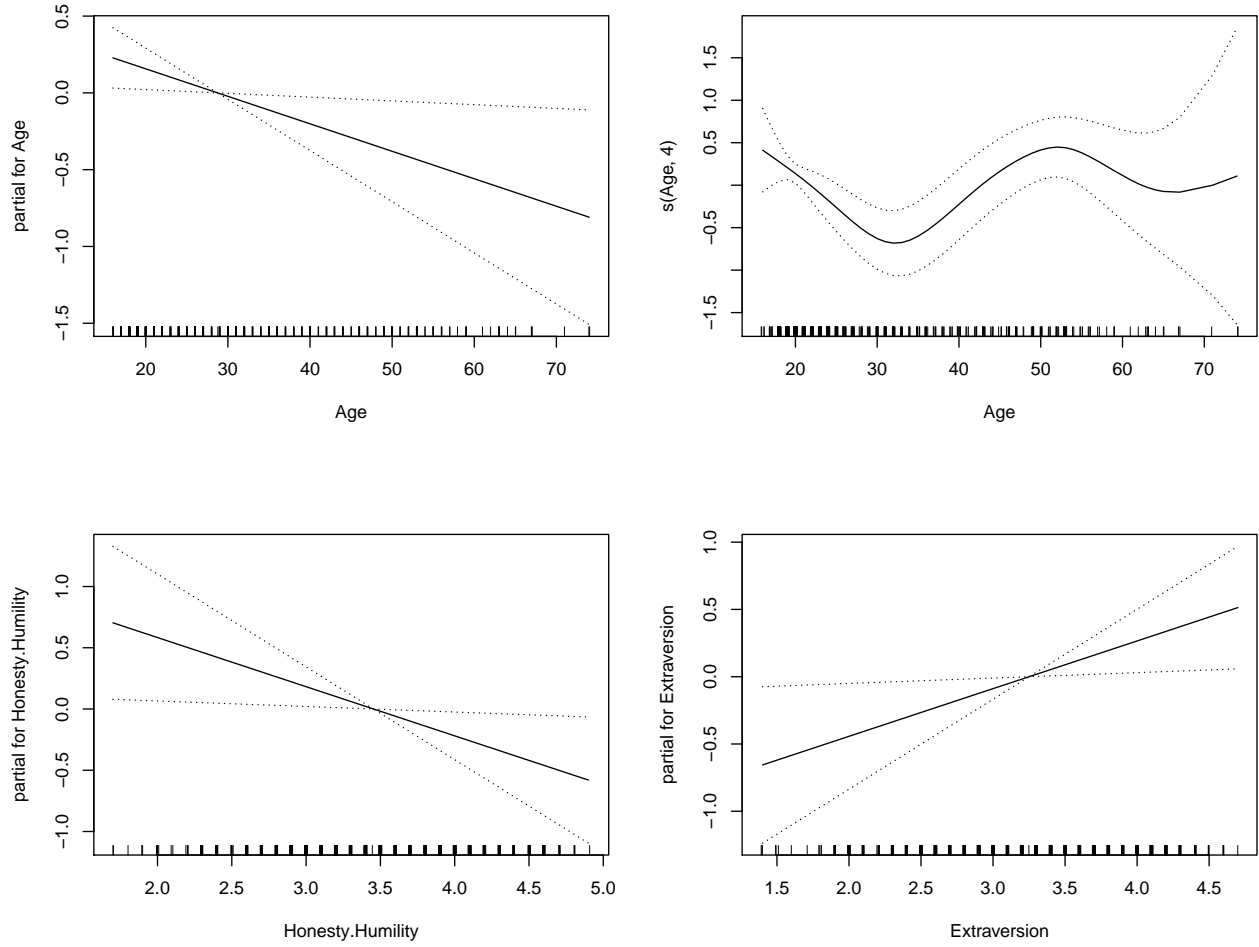 partial for Age
0.5
0.0
−0.5
−1.0
−1.5
20 30 40 50 60 70
Age
s(Age, 4)
1.5
1.0
0.5
−0.5
−1.5
20 30 40 50 60 70
Age
partial for Honesty.Humility
1.0
0.5
0.0
−0.5
−1.0
2.0 2.5 3.0 3.5 4.0 4.5 5.0
Honesty.Humility
partial for Extraversion
1.0
0.5
0.0
−0.5
−1.0
1.5 2.0 2.5 3.0 3.5 4.0 4.5
Extraversion